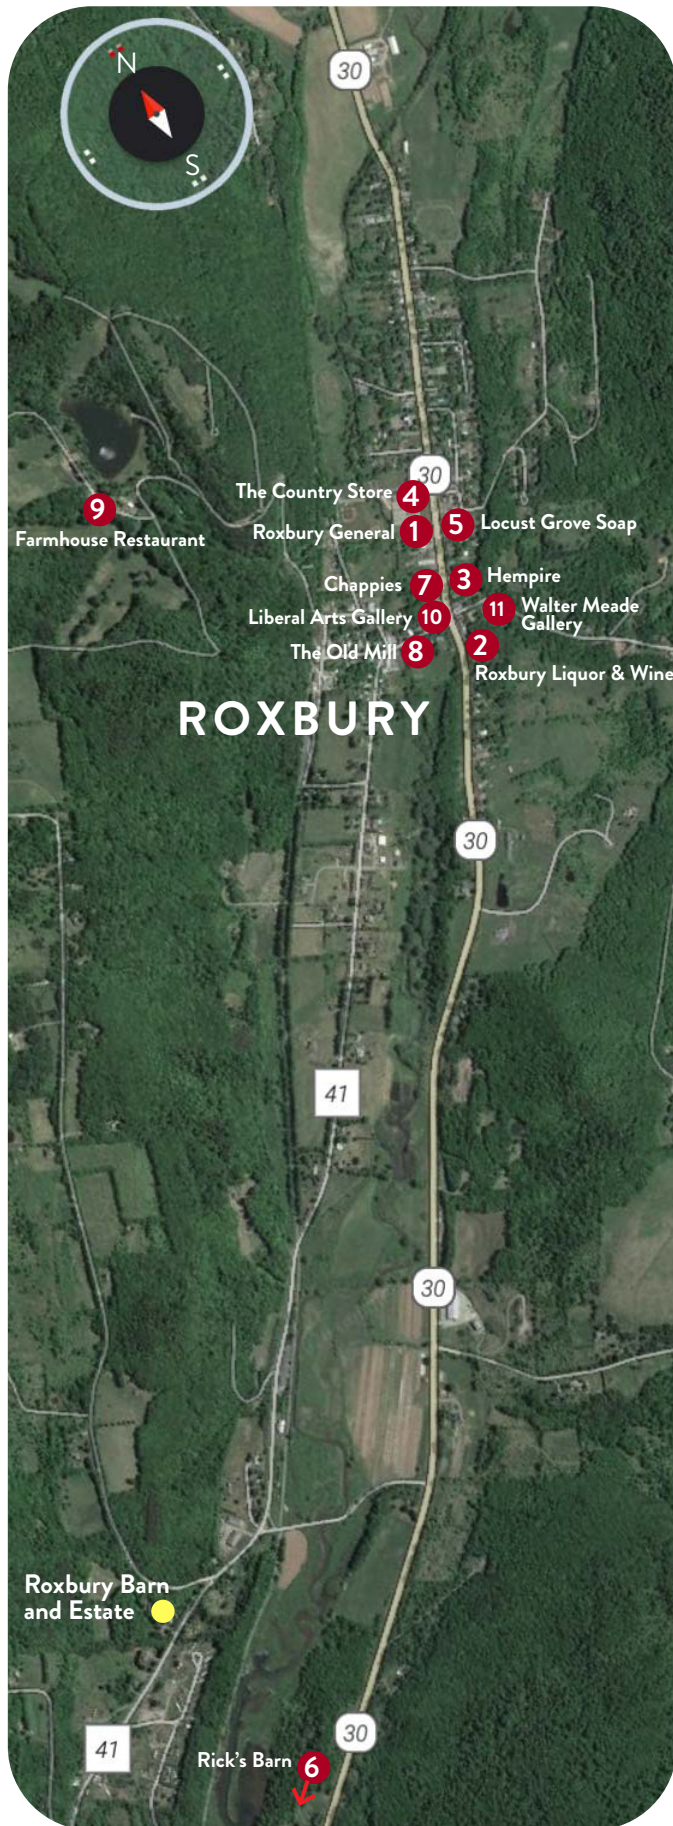 30
N
S
30
The Country Store 4
9
Farmhouse Restaurant
Roxbury General 1
5 Locust Grove Soap
Chappies 7
3 Hempire
Liberal Arts Gallery 10
11 Walter Meade
Gallery
The Old Mill 8
2
Roxbury Liquor & Wine
ROXBURY
30
41
30
Roxbury Barn
and Estate
30
41
Rick's Barn 6